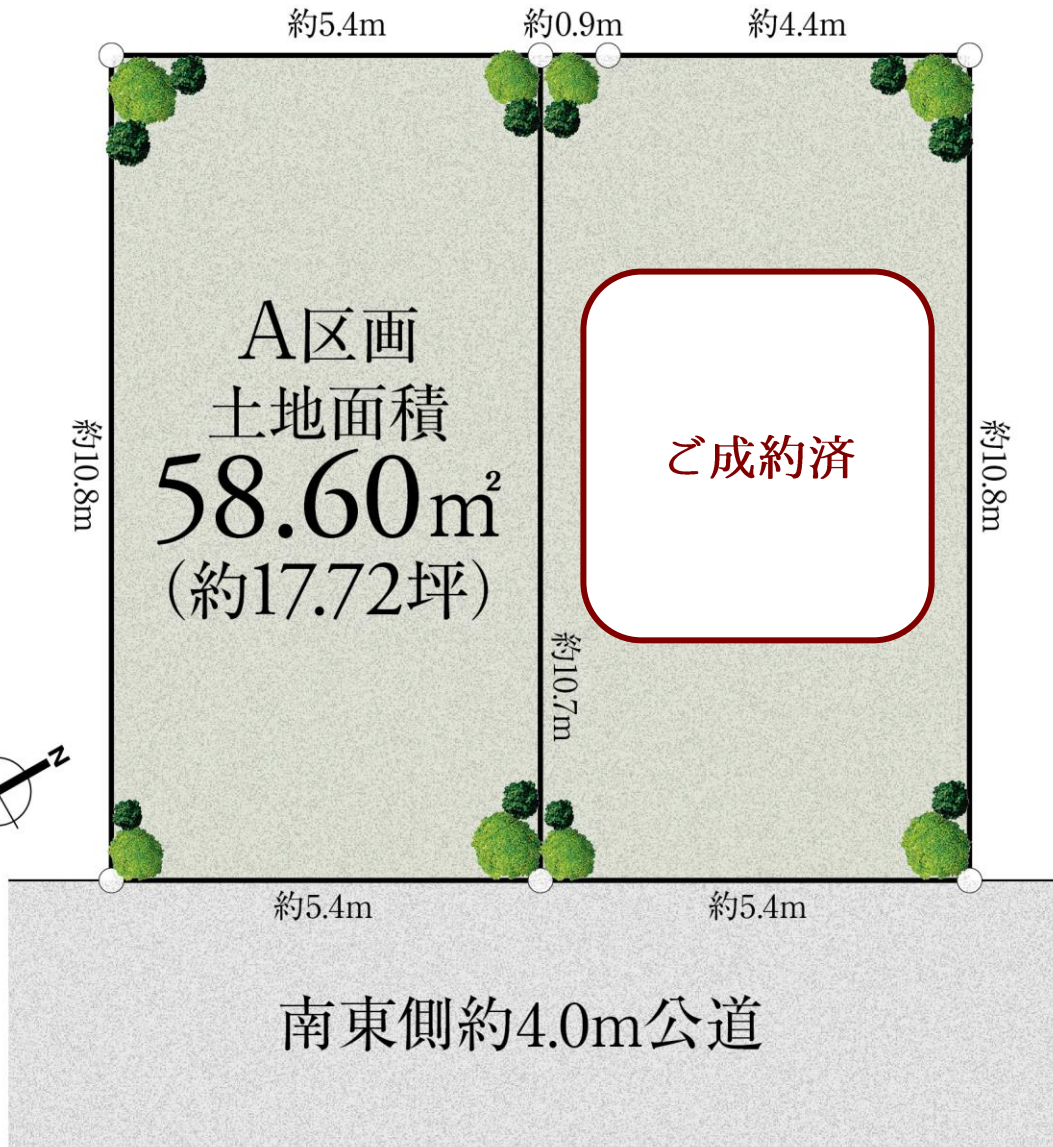 約5.4m
約0.9m
約4.4m
A区画
土地面積
58.60㎡
(約17.72坪)
ご成約済
約10.8m
約10.8m
約10.7m
N
約5.4m
約5.4m
南東側約4.0m公道